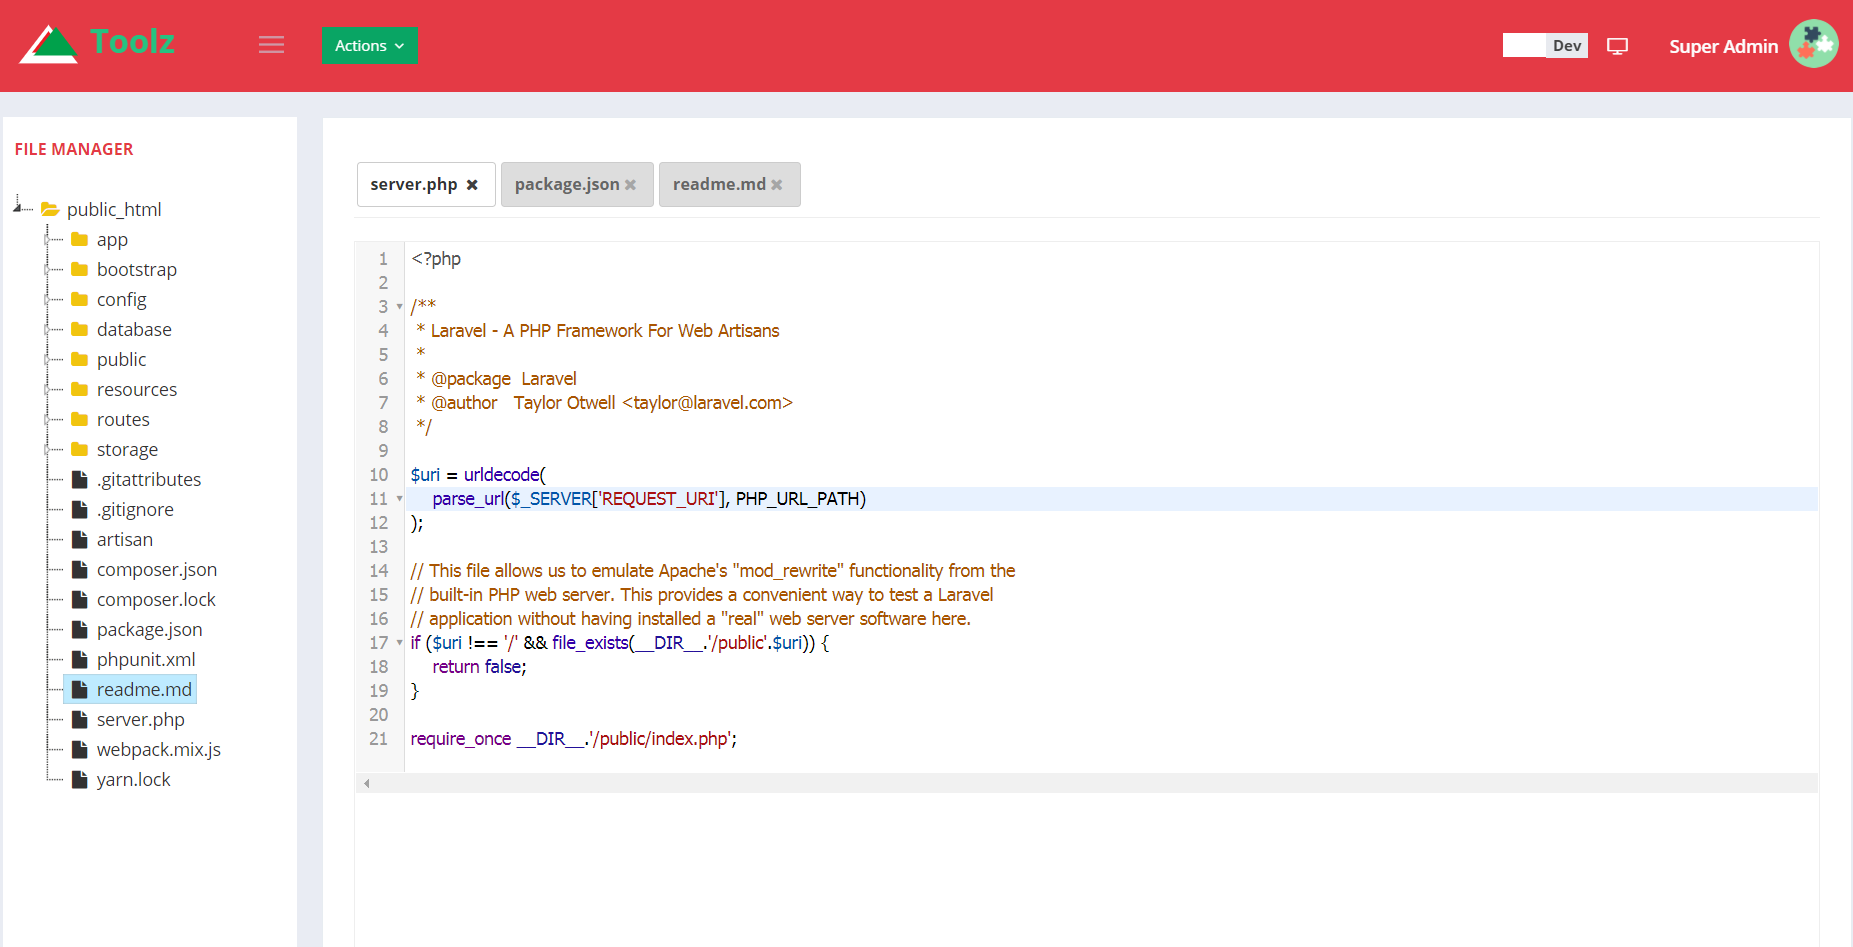 Toolz
Actions
Dev
Super Admin
FILE MANAGER
public_html
app
bootstrap
config
database
public
resources
routes
storage
.gitattributes
.gitignore
artisan
composer.json
composer.lock
package.json
phpunit.xml
readme.md
server.php
webpack.mix.js
yarn.lock
server.php ✖ package.json ✖ readme.md ✖
1 <?php
2
3 /**
4 * Laravel - A PHP Framework For Web Artisans
5 *
6 * @package  Laravel
7 * @author   Taylor Otwell <taylor@laravel.com>
8 */
9
10 $uri = urldecode(
11 parse_url($_SERVER['REQUEST_URI'], PHP_URL_PATH)
12 );
13
14 // This file allows us to emulate Apache's "mod_rewrite" functionality from the
15 // built-in PHP web server. This provides a convenient way to test a Laravel
16 // application without having installed a "real" web server software here.
17 if ($uri !== '/' && file_exists(__DIR__.'/public'.$uri)) {
18 return false;
19 }
20
21 require_once __DIR__.'/public/index.php';